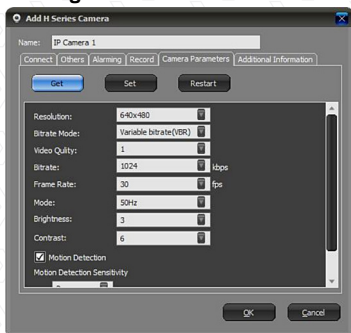 Add H Series Camera
Name: IP Camera 1
Connect Others Alarming Record Camera Parameters Additional Information
Get Set Restart
Resolution: 640x480
Bitrate Mode: Variable bitrate(VBR)
Video Qulity: 1
Bitrate: 1024 kbps
Frame Rate: 30 fps
Mode: 50Hz
Brightness: 3
Contrast: 6
Motion Detection
Motion Detection Sensitivity
OK Cancel